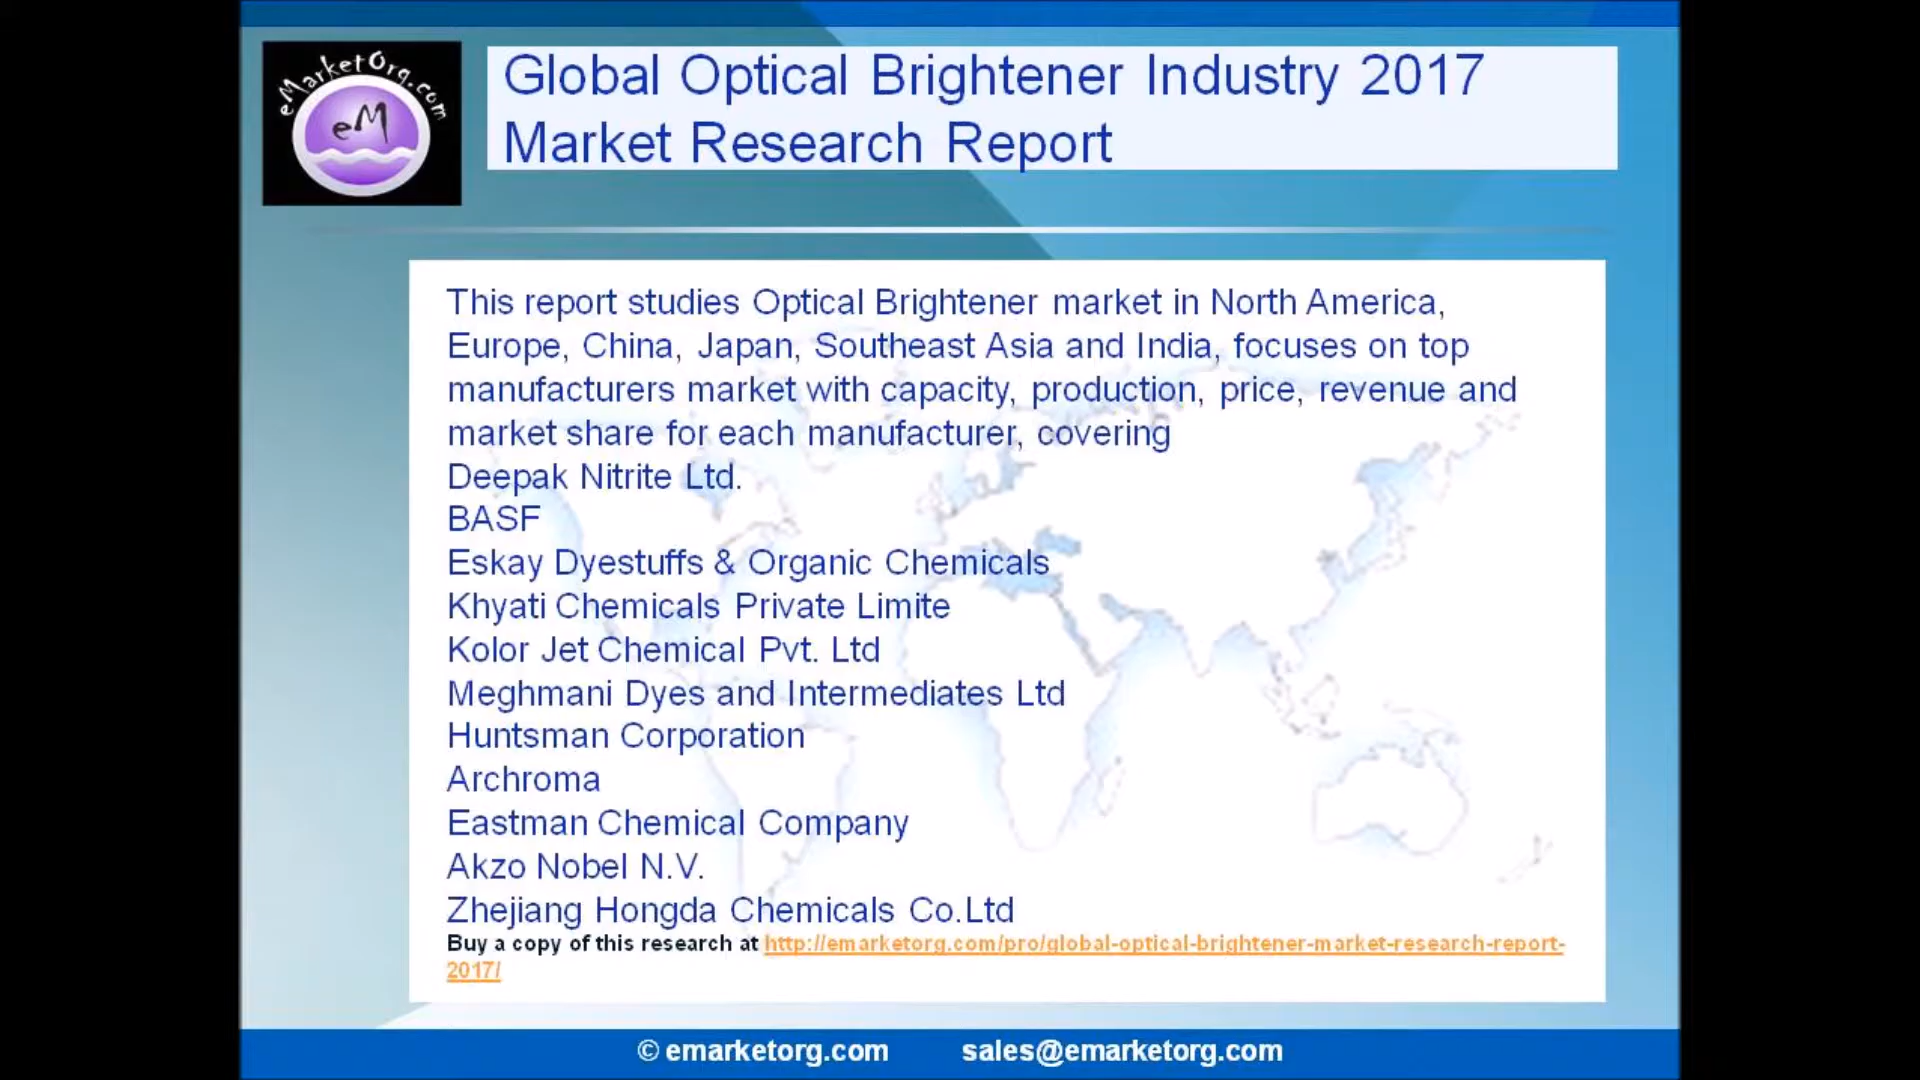 eMarketOrg.com
eM
Global Optical Brightener Industry 2017
Market Research Report
This report studies Optical Brightener market in North America,
Europe, China, Japan, Southeast Asia and India, focuses on top
manufacturers market with capacity, production, price, revenue and
market share for each manufacturer, covering
Deepak Nitrite Ltd.
BASF
Eskay Dyestuffs & Organic Chemicals
Khyati Chemicals Private Limite
Kolor Jet Chemical Pvt. Ltd
Meghmani Dyes and Intermediates Ltd
Huntsman Corporation
Archroma
Eastman Chemical Company
Akzo Nobel N.V.
Zhejiang Hongda Chemicals Co.Ltd
Buy a copy of this research at http://emarketorg.com/pro/global-optical-brightener-market-research-report-
2017/
© emarketorg.com sales@emarketorg.com